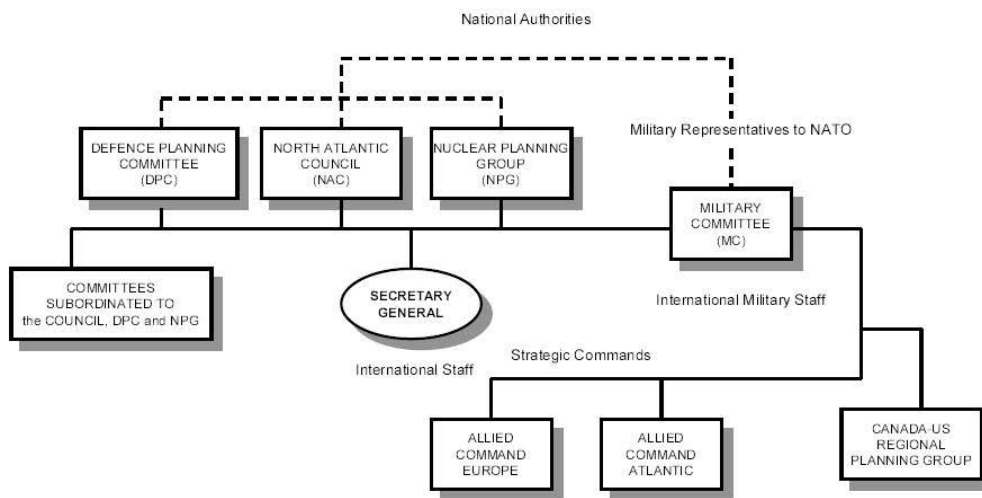 National Authorities
Military Representatives to NATO
DEFENCE PLANNING
COMMITTEE
(DPC)
NORTH ATLANTIC
COUNCIL
(NAC)
NUCLEAR PLANNING
GROUP
(NPG)
MILITARY
COMMITTEE
(MC)
COMMITTEES
SUBORDINATED TO
the COUNCIL, DPC and NPG
SECRETARY
GENERAL
International Military Staff
International Staff
Strategic Commands
ALLIED
COMMAND
EUROPE
ALLIED
COMMAND
ATLANTIC
CANADA-US
REGIONAL
PLANNING GROUP